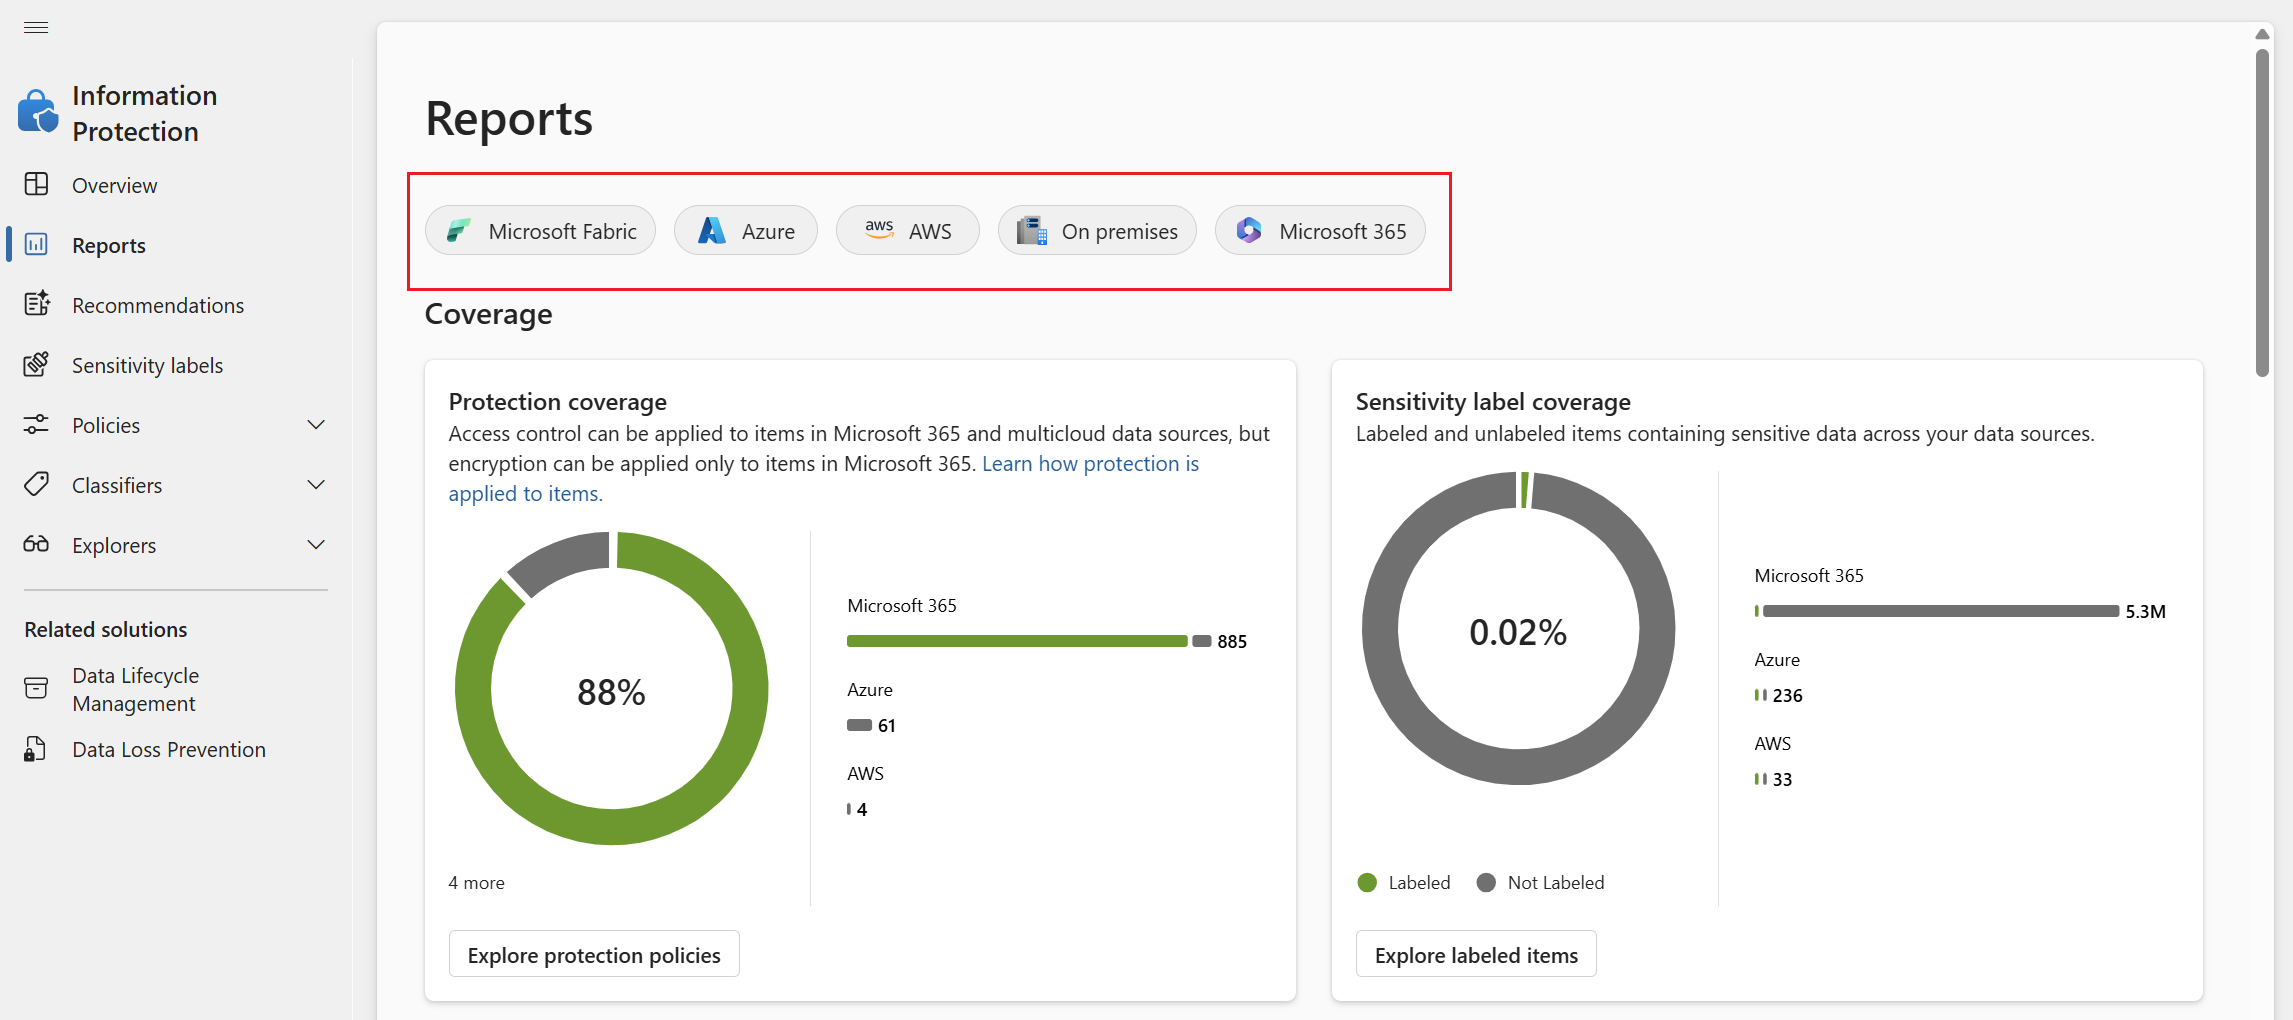 Information
Protection
Overview
Reports
Recommendations
Sensitivity labels
Policies
Classifiers
Explorers
Related solutions
Data Lifecycle
Management
Data Loss Prevention
Reports
Microsoft Fabric
Azure
aws AWS
On premises
Microsoft 365
Coverage
Protection coverage
Access control can be applied to items in Microsoft 365 and multicloud data sources, but
encryption can be applied only to items in Microsoft 365. Learn how protection is
applied to items.
88%
Microsoft 365
885
Azure
61
AWS
4
4 more
Explore protection policies
Sensitivity label coverage
Labeled and unlabeled items containing sensitive data across your data sources.
0.02%
Microsoft 365
5.3M
Azure
236
AWS
33
Labeled
Not Labeled
Explore labeled items